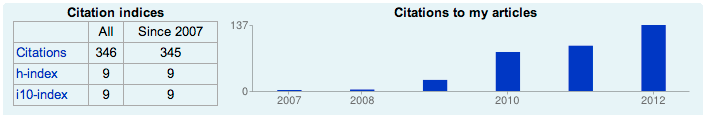 Citation indices
All Since 2007
Citations 346 345
h-index 9 9
i10-index 9 9
Citations to my articles
137
0
2007 2008 2010 2012